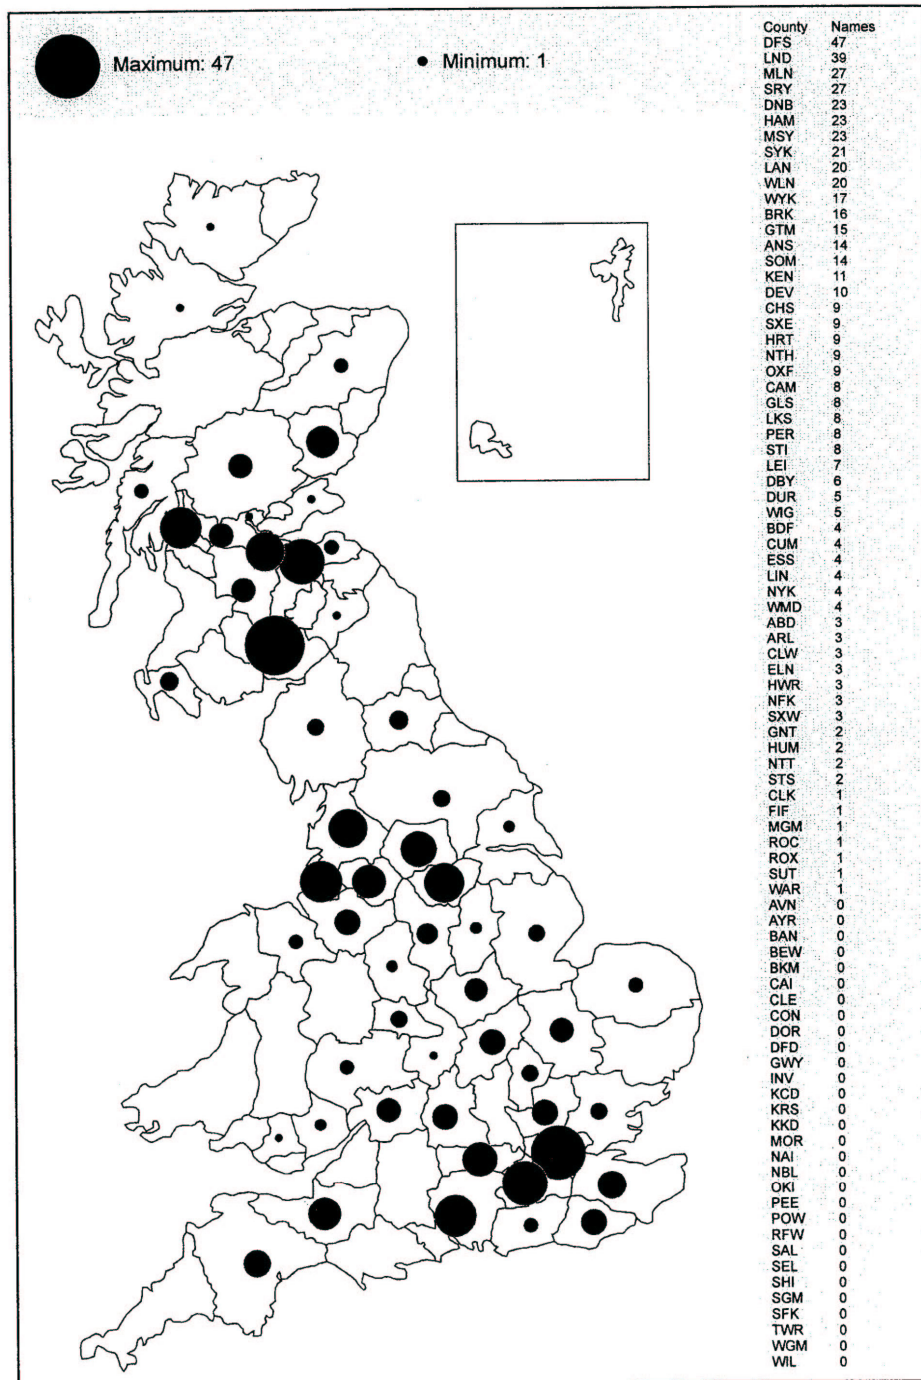 Maximum: 47
Minimum: 1
County Names
DFS 47
LND 39
MLN 27
SRY 27
DNB 23
HAM 23
MSY 23
SYK 21
LAN 20
WLN 20
WYK 17
BRK 16
GTM 15
ANS 14
SOM 14
KEN 11
DEV 10
CHS 9
SXE 9
HRT 9
NTH 9
OXF 9
CAM 8
GLS 8
LKS 8
PER 8
STI 8
LEI 7
DBY 6
DUR 5
WIG 5
BDF 4
CUM 4
ESS 4
LIN 4
NYK 4
WMD 4
ABD 3
ARL 3
CLW 3
ELN 3
HWR 3
NFK 3
SXW 3
GNT 2
HUM 2
NTT 2
STS 2
CLK 1
FIF 1
MGM 1
ROC 1
ROX 1
SUT 1
WAR 1
AVN 0
AYR 0
BAN 0
BEW 0
BKM 0
CAI 0
CLE 0
CON 0
DOR 0
DFD 0
GWY 0
INV 0
KCD 0
KRS 0
KKD 0
MOR 0
NAI 0
NBL 0
OKI 0
PEE 0
POW 0
RFW 0
SAL 0
SEL 0
SHI 0
SGM 0
SFK 0
TWR 0
WGM 0
WIL 0